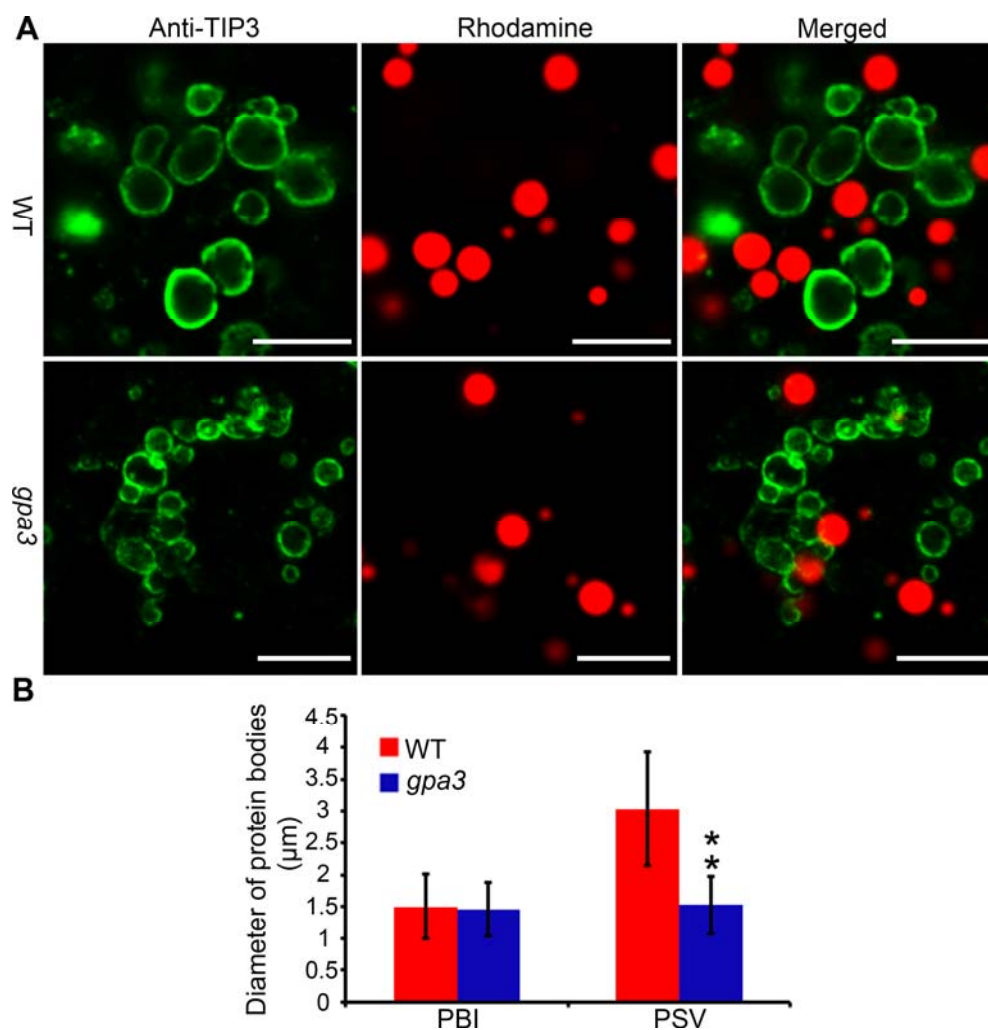 A
Anti-TIP3
Rhodamine
Merged
WT
gpa3
B
Diameter of protein bodies
(µm)
4.5
4
3.5
3
2.5
2
1.5
1
0.5
0
WT
gpa3
**
PBI
PSV